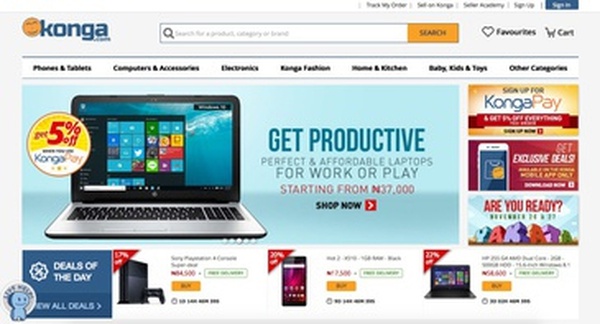 Track My Order | Sell on Konga | Seller Academy | Sign Up | Sign In
konga
.com
Search for a product, category or brand
SEARCH
Favourites
Cart
Phones & Tablets
Computers & Accessories
Electronics
Konga Fashion
Home & Kitchen
Baby, Kids & Toys
Other Categories
get
5%
off
WHEN YOU USE
KongaPay
Windows 10
GET PRODUCTIVE
PERFECT & AFFORDABLE LAPTOPS
FOR WORK OR PLAY
STARTING FROM ₦37,000
SHOP NOW
SIGN UP FOR
KongaPay
& GET 5% OFF EVERYTHING
SIGN UP NOW
GET
EXCLUSIVE DEALS!
AVAILABLE ON THE KONGA
MOBILE APP ONLY
DOWNLOAD NOW
ARE YOU READY?
NOVEMBER 26 & 27
DEALS OF
THE DAY
VIEW ALL DEALS >
17%
Sony Playstation 4 Console
Super deal
₦84,500 + FREE DELIVERY
BUY
20%
Hot 2 - X510 - 1GB RAM - Black
₦17,500 + FREE DELIVERY
BUY
22%
HP 255 G4 AMD Dual Core - 2GB -
500GB HDD - 15.6-Inch Windows &
₦58,600 + FREE DELIVERY
BUY